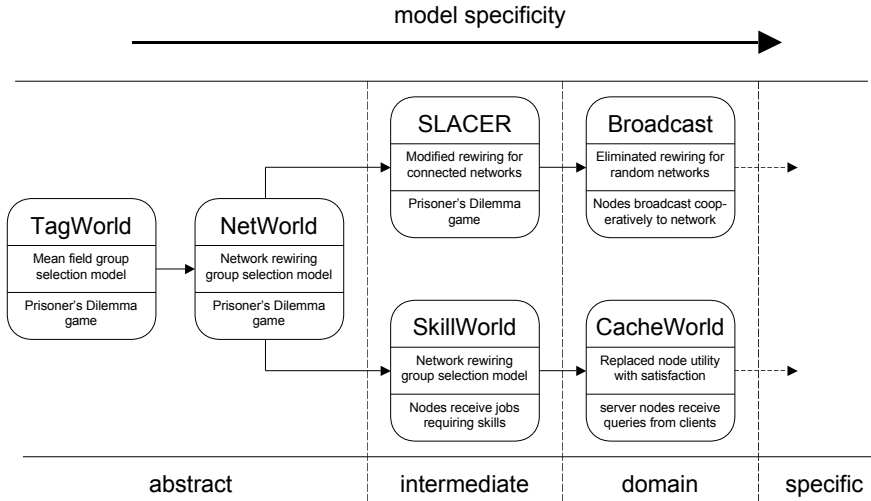 model specificity
SLACER
Modified rewiring for
connected networks
Prisoner's Dilemma
game
Broadcast
Eliminated rewiring for
random networks
Nodes broadcast coop-
eratively to network
TagWorld
Mean field group
selection model
Prisoner's Dilemma
game
NetWorld
Network rewiring
group selection model
Prisoner's Dilemma
game
SkillWorld
Network rewiring
group selection model
Nodes receive jobs
requiring skills
CacheWorld
Replaced node utility
with satisfaction
server nodes receive
queries from clients
abstract
intermediate
domain
specific